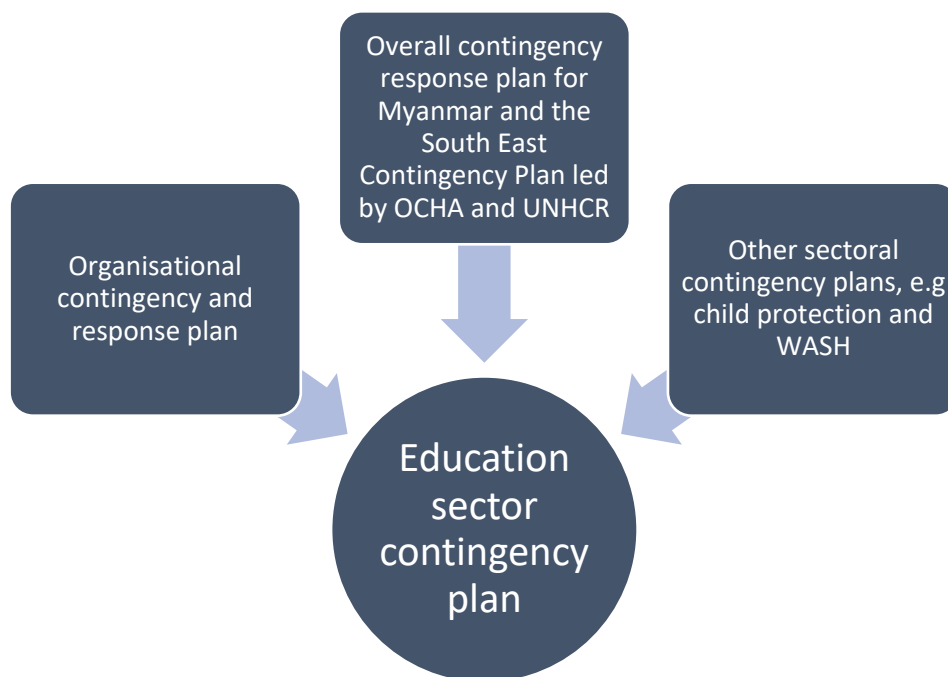 Overall contingency
response plan for
Myanmar and the
South East
Contingency Plan led
by OCHA and UNHCR
Organisational
contingency and
response plan
Other sectoral
contingency plans, e.g
child protection and
WASH
Education
sector
contingency
plan